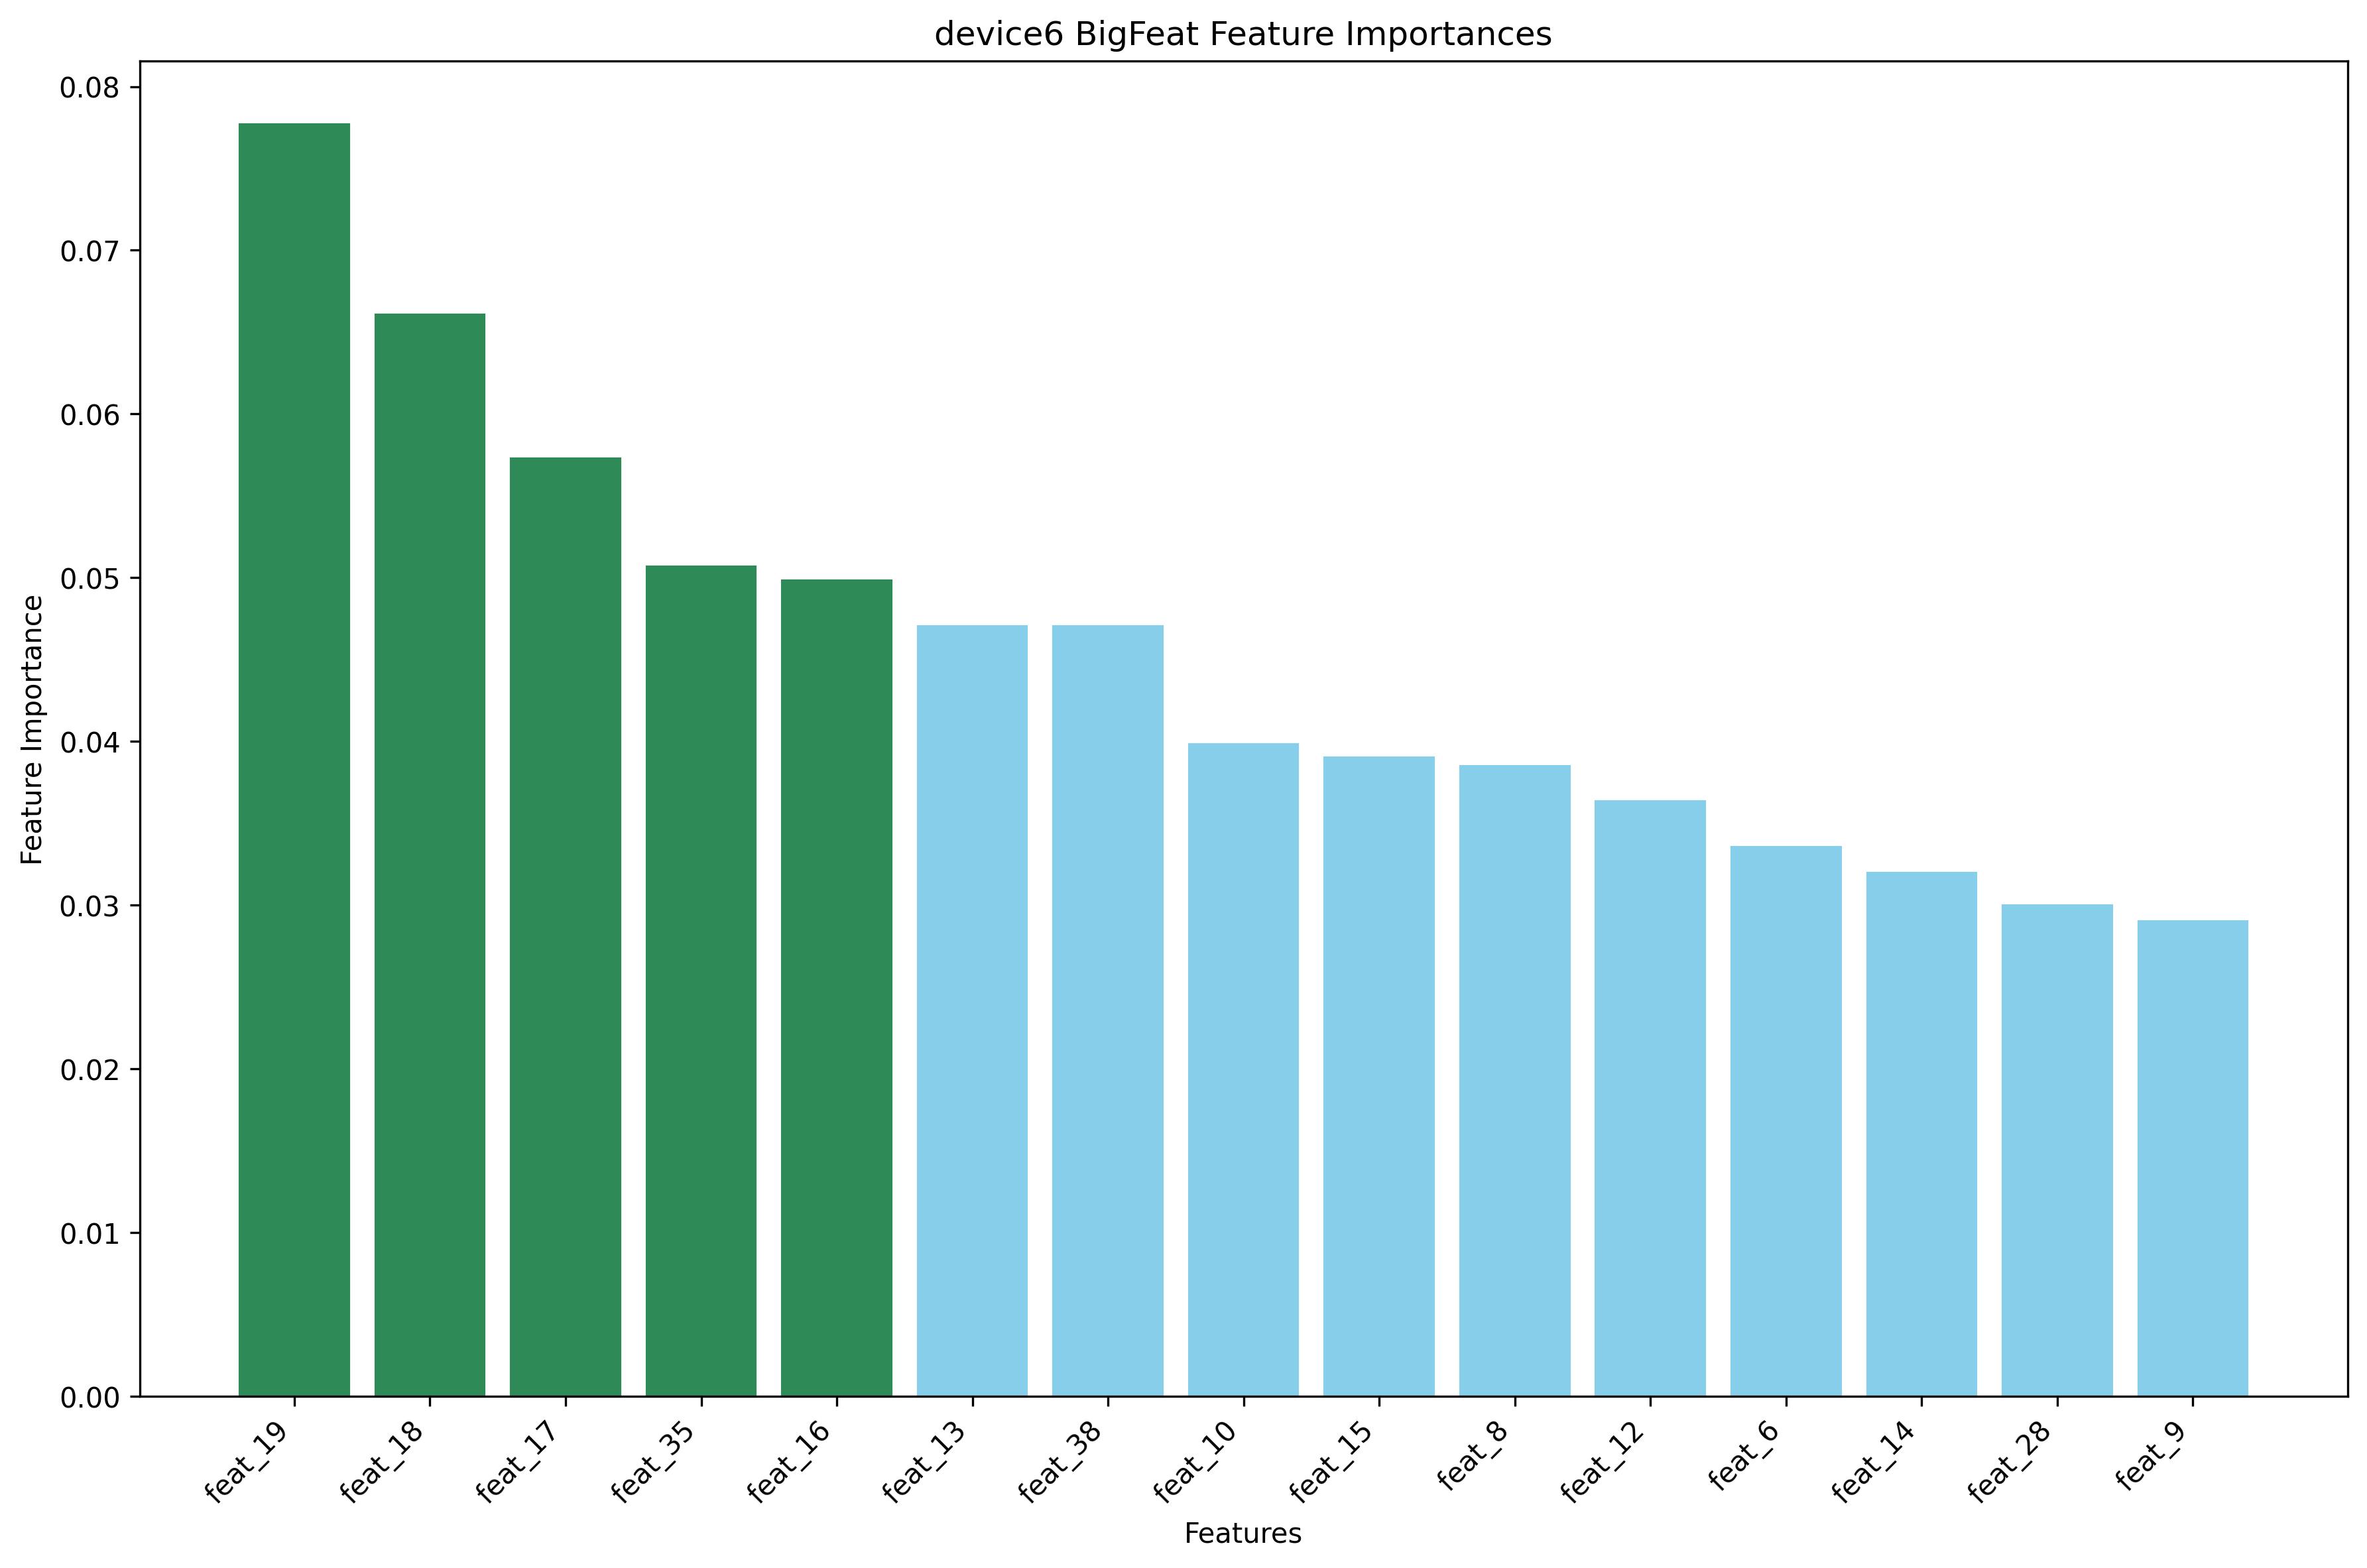 device6 BigFeat Feature Importances
Feature Importance
0.08
0.07
0.06
0.05
0.04
0.03
0.02
0.01
0.00
feat_19
feat_18
feat_17
feat_35
feat_16
feat_13
feat_38
feat_10
feat_15
feat_8
feat_12
feat_6
feat_14
feat_28
feat_9
Features